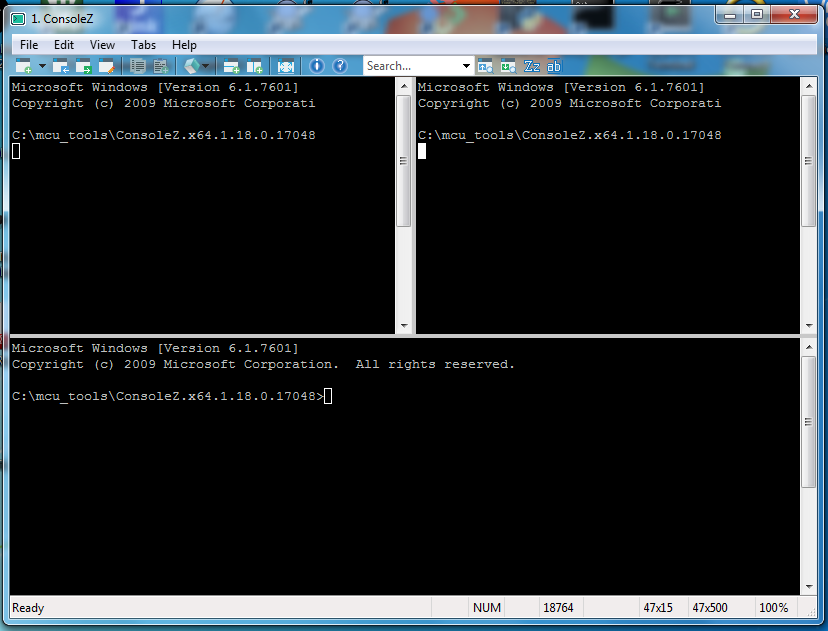 1. ConsoleZ
File Edit View Tabs Help
Search... Zz ab
Microsoft Windows [Version 6.1.7601]
Copyright (c) 2009 Microsoft Corporati
C:\mcu_tools\ConsoleZ.x64.1.18.0.17048
Microsoft Windows [Version 6.1.7601]
Copyright (c) 2009 Microsoft Corporati
C:\mcu_tools\ConsoleZ.x64.1.18.0.17048
Microsoft Windows [Version 6.1.7601]
Copyright (c) 2009 Microsoft Corporation.  All rights reserved.
C:\mcu_tools\ConsoleZ.x64.1.18.0.17048>
Ready NUM 18764 47x15 47x500 100%